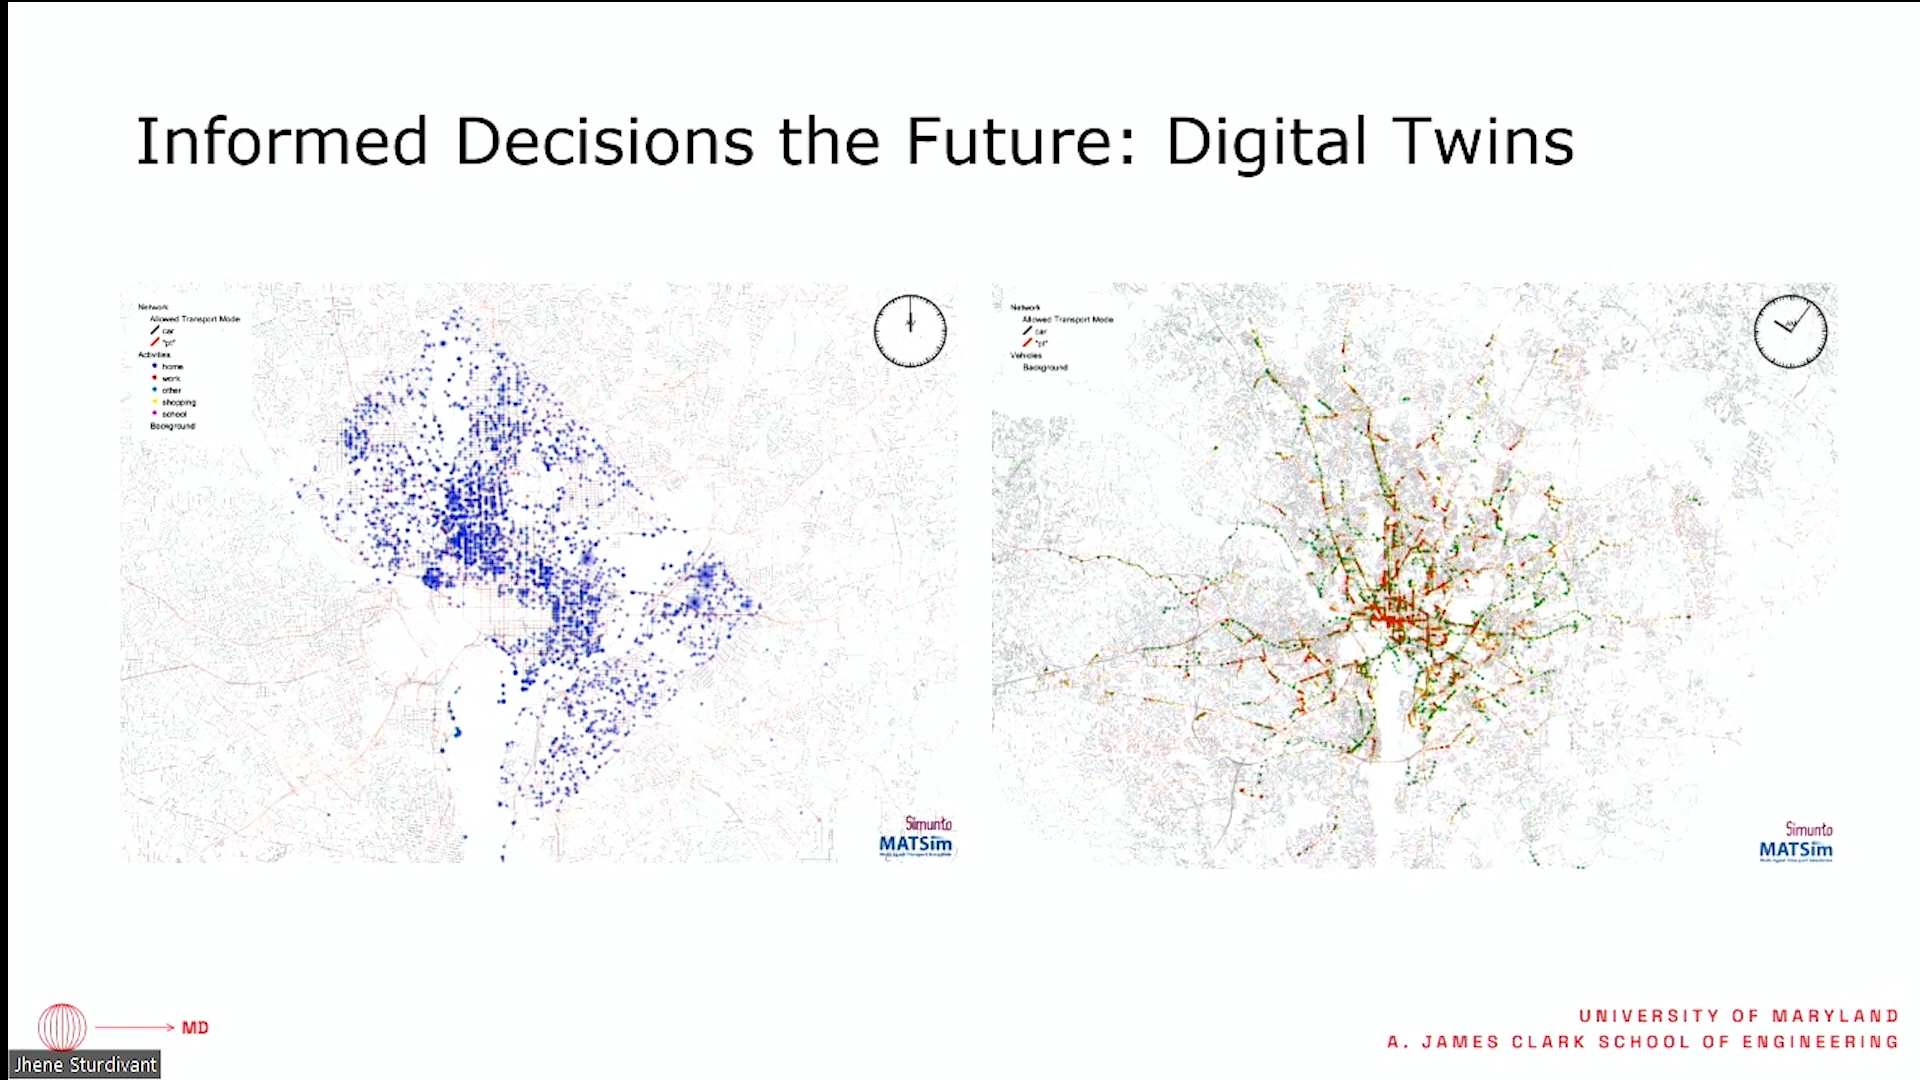 Informed Decisions the Future: Digital Twins
Network
Allowed Transport Mode
car
"pt"
Activities
home
work
other
shopping
school
Background
Simunto
MATSim
Network
Allowed Transport Mode
car
"pt"
Vehicles
Background
AM
Simunto
MATSim
MD
UNIVERSITY OF MARYLAND
A. JAMES CLARK SCHOOL OF ENGINEERING
Jhene Sturdivant